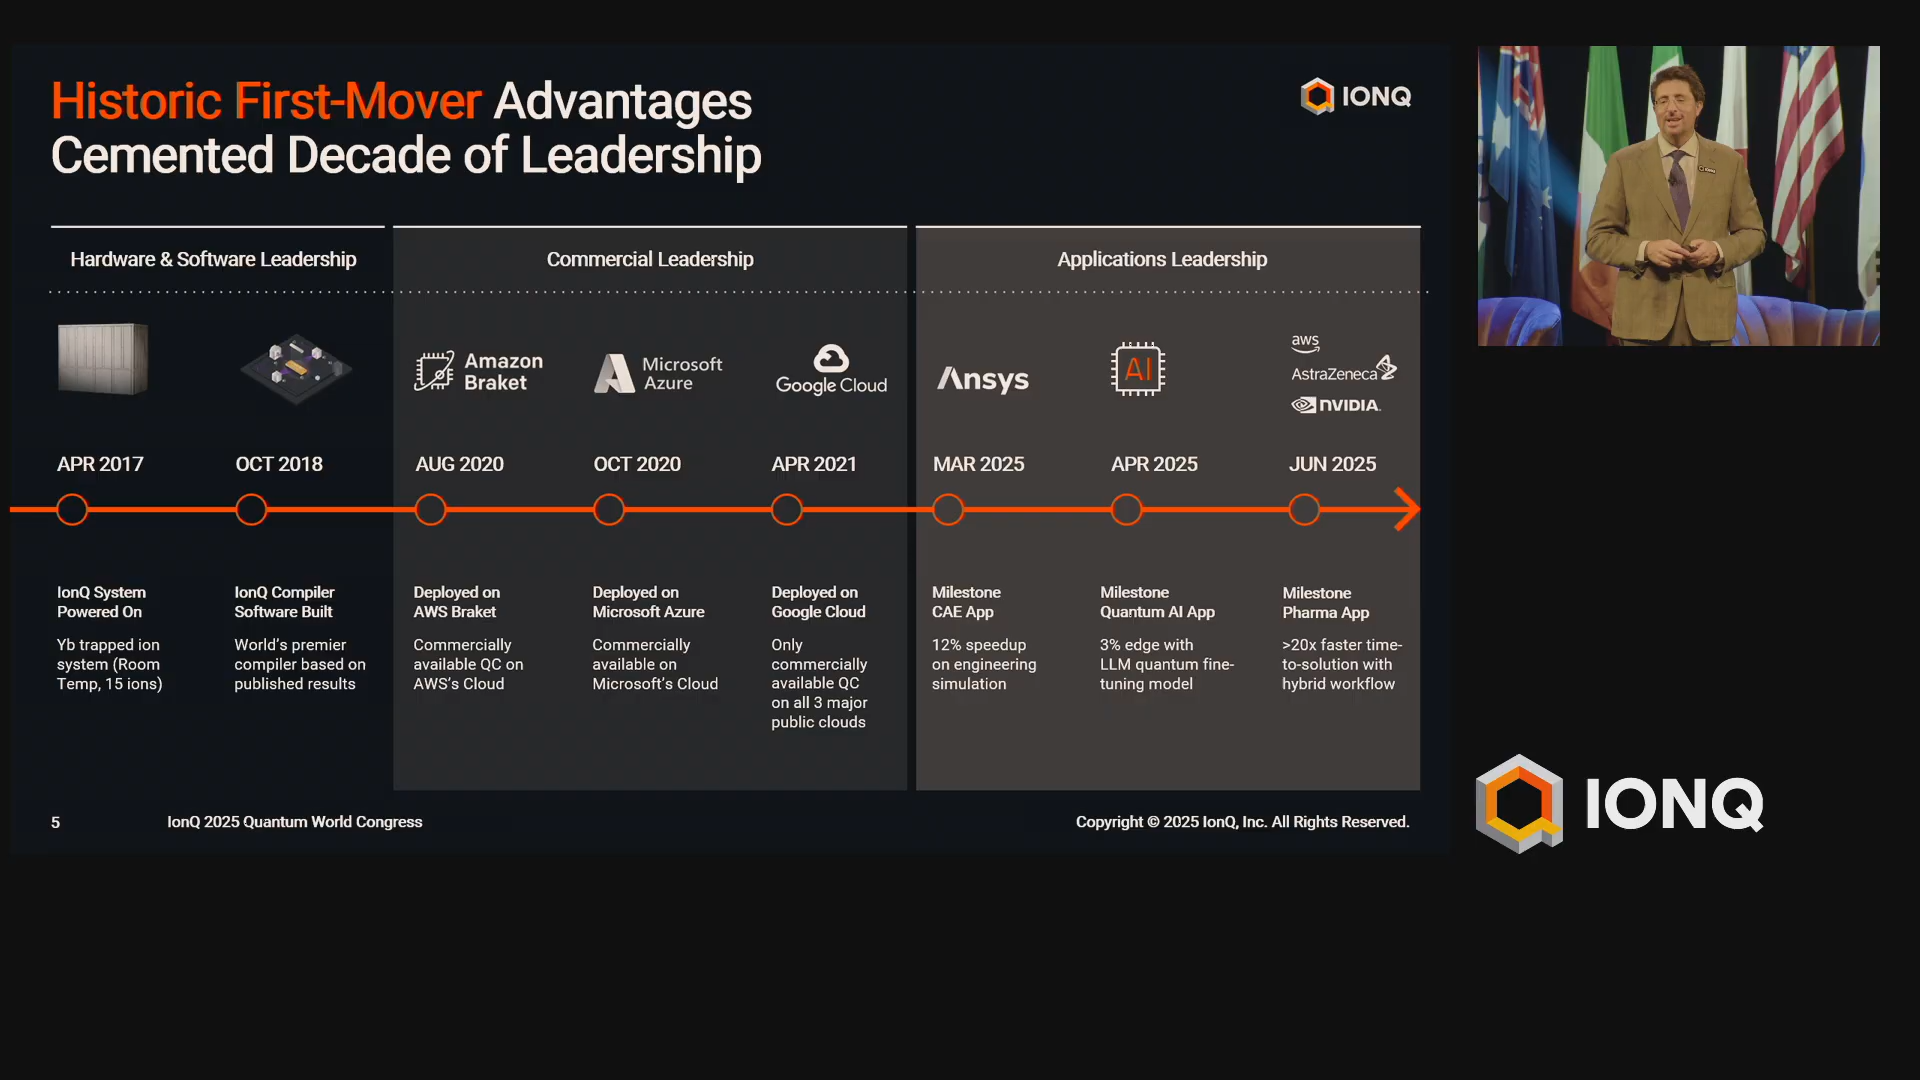 Historic First-Mover Advantages
Cemented Decade of Leadership
IONQ
Hardware & Software Leadership
Commercial Leadership
Applications Leadership
Amazon
Braket
Microsoft
Azure
Google Cloud
Ansys
AI
aws
AstraZeneca
NVIDIA.
APR 2017
OCT 2018
AUG 2020
OCT 2020
APR 2021
MAR 2025
APR 2025
JUN 2025
IonQ System
Powered On
Yb trapped ion
system (Room
Temp, 15 ions)
IonQ Compiler
Software Built
World's premier
compiler based on
published results
Deployed on
AWS Braket
Commercially
available QC on
AWS's Cloud
Deployed on
Microsoft Azure
Commercially
available on
Microsoft's Cloud
Deployed on
Google Cloud
Only
commercially
available QC
on all 3 major
public clouds
Milestone
CAE App
12% speedup
on engineering
simulation
Milestone
Quantum AI App
3% edge with
LLM quantum fine-
tuning model
Milestone
Pharma App
>20x faster time-
to-solution with
hybrid workflow
5
IonQ 2025 Quantum World Congress
Copyright © 2025 IonQ, Inc. All Rights Reserved.
IONQ
IONQ